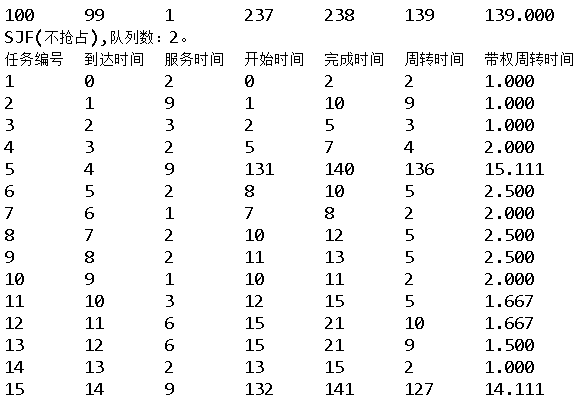 100 99 1 237 238 139 139.000
SJF(不抢占),队列数：2。
任务编号 到达时间 服务时间 开始时间 完成时间 周转时间 带权周转时间
1 0 2 0 2 2 1.000
2 1 9 1 10 9 1.000
3 2 3 2 5 3 1.000
4 3 2 5 7 4 2.000
5 4 9 131 140 136 15.111
6 5 2 8 10 5 2.500
7 6 1 7 8 2 2.000
8 7 2 10 12 5 2.500
9 8 2 11 13 5 2.500
10 9 1 10 11 2 2.000
11 10 3 12 15 5 1.667
12 11 6 15 21 10 1.667
13 12 6 15 21 9 1.500
14 13 2 13 15 2 1.000
15 14 9 132 141 127 14.111